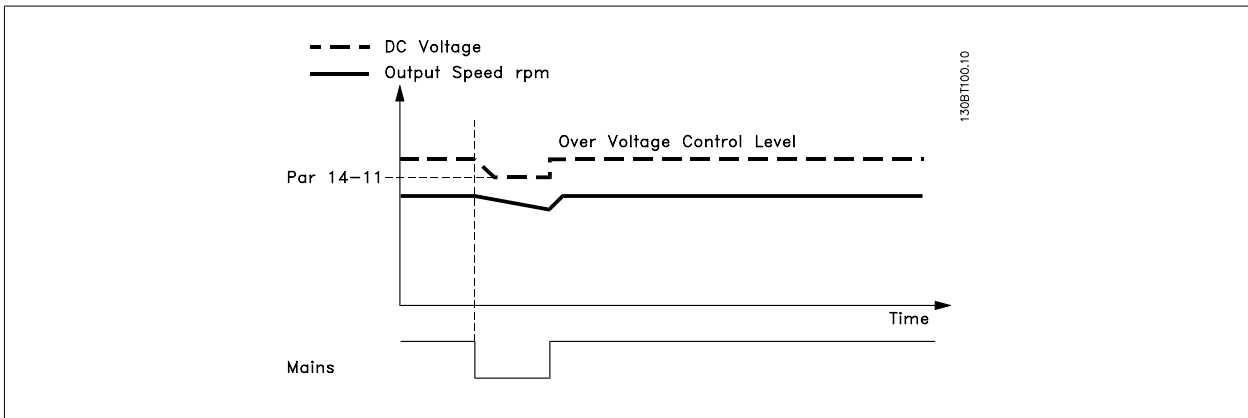 DC Voltage
Output Speed rpm
130BT100.10
Over Voltage Control Level
Par 14-11
Time
Mains